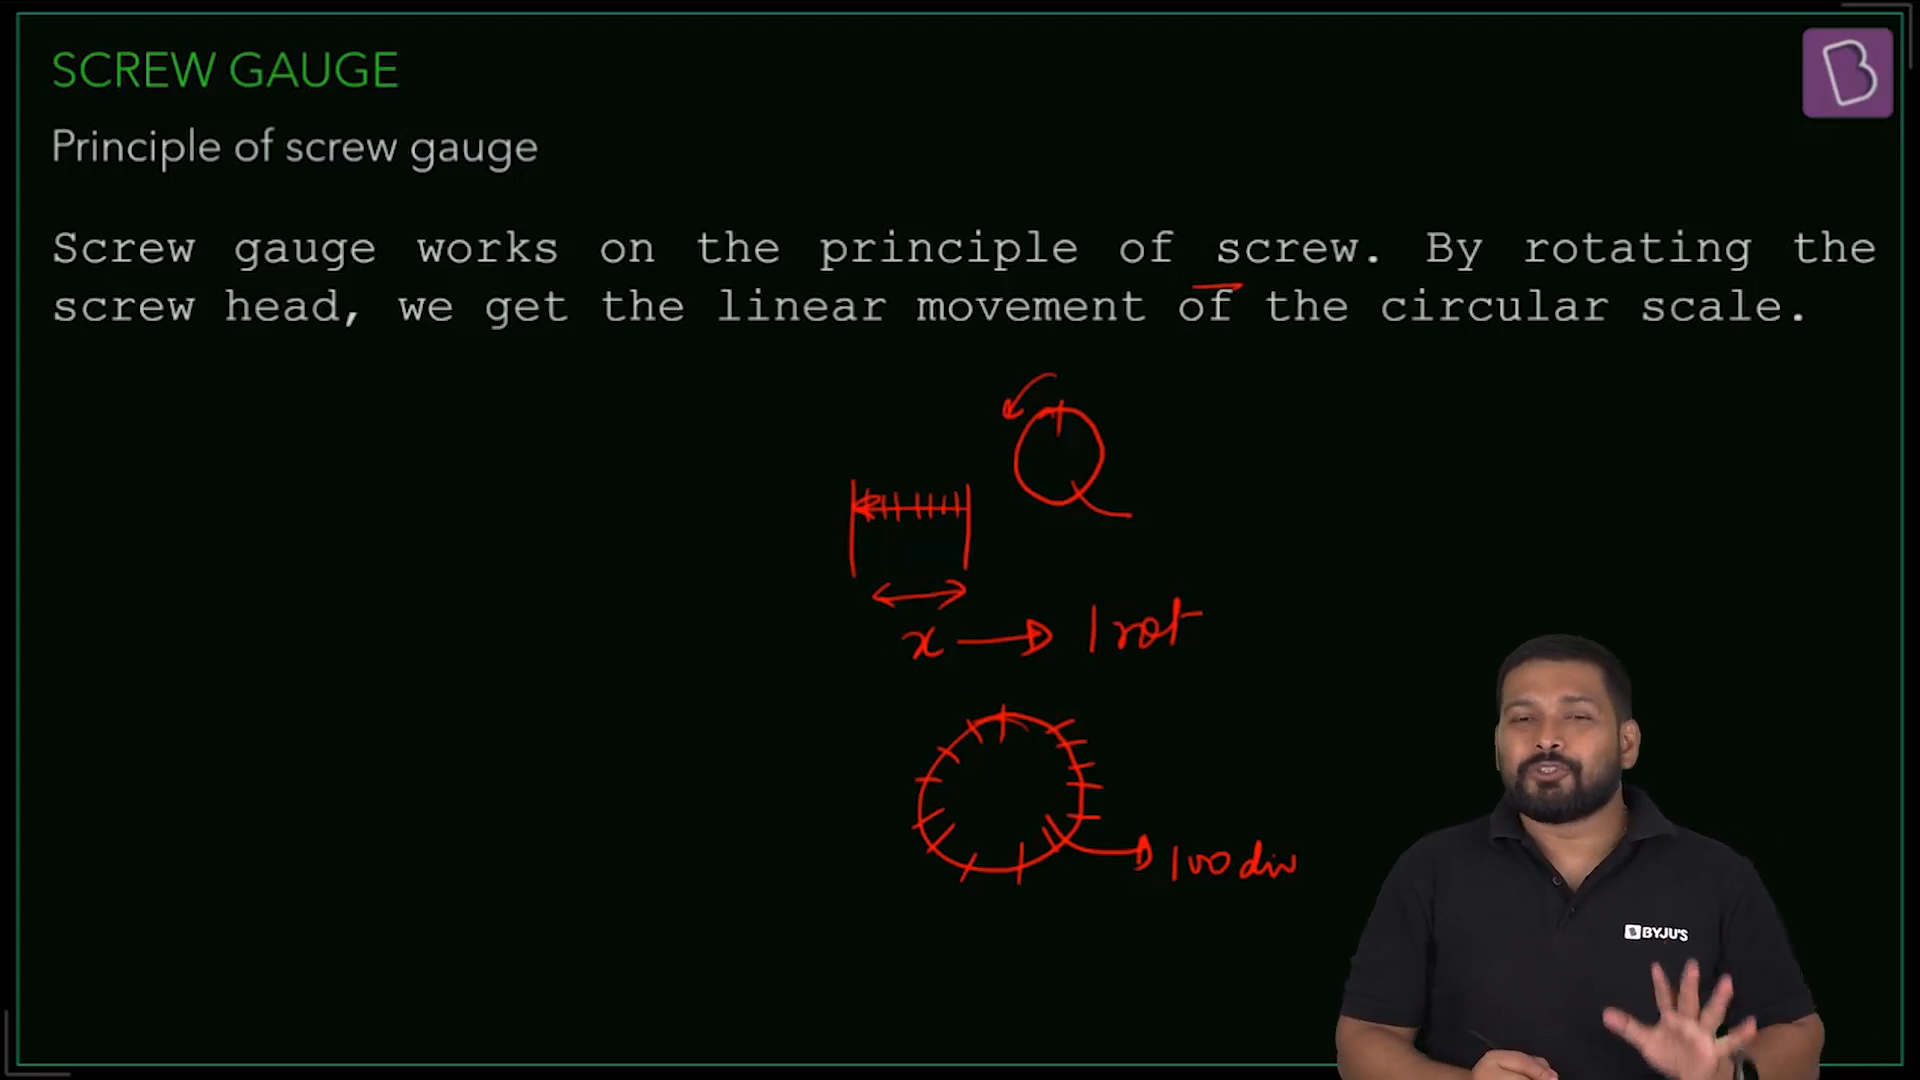 SCREW GAUGE
Principle of screw gauge
Screw gauge works on the principle of screw. By rotating the
screw head, we get the linear movement of the circular scale.
x → 1 rot
100 div
BYJU'S